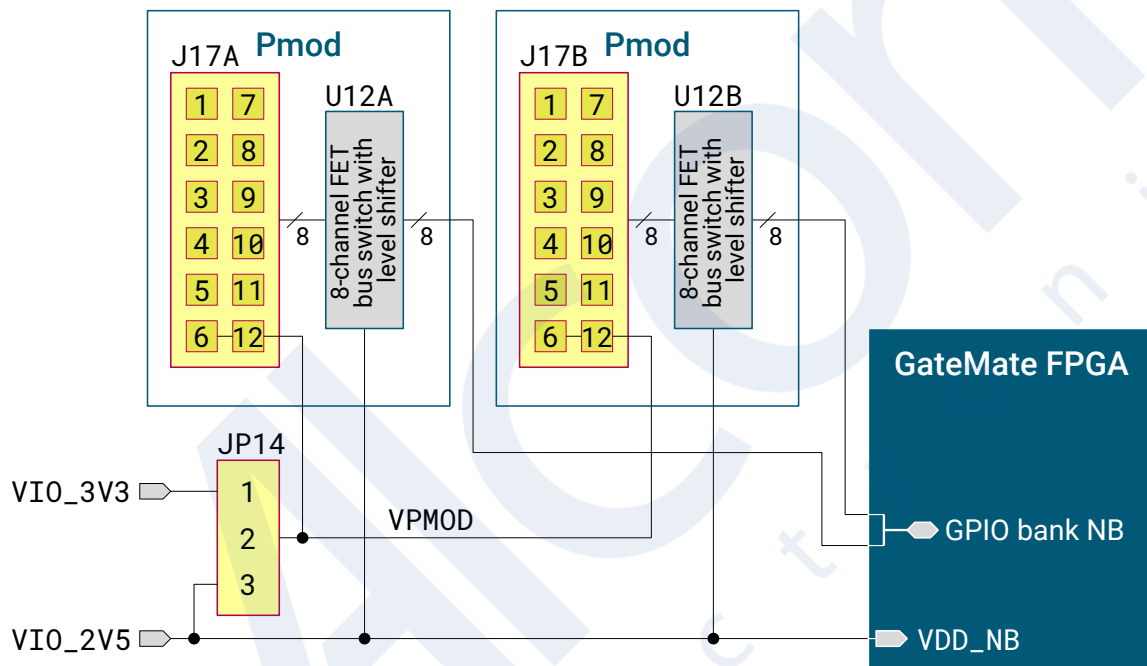 Pmod
J17A
U12A
1 7
2 8
3 9
4 10
5 11
6 12
8-channel FET
bus switch with
level shifter
8
8
Pmod
J17B
U12B
1 7
2 8
3 9
4 10
5 11
6 12
8-channel FET
bus switch with
level shifter
8
8
GateMate FPGA
JP14
VIO_3V3
1
2
3
VPMOD
GPIO bank NB
VIO_2V5
VDD_NB